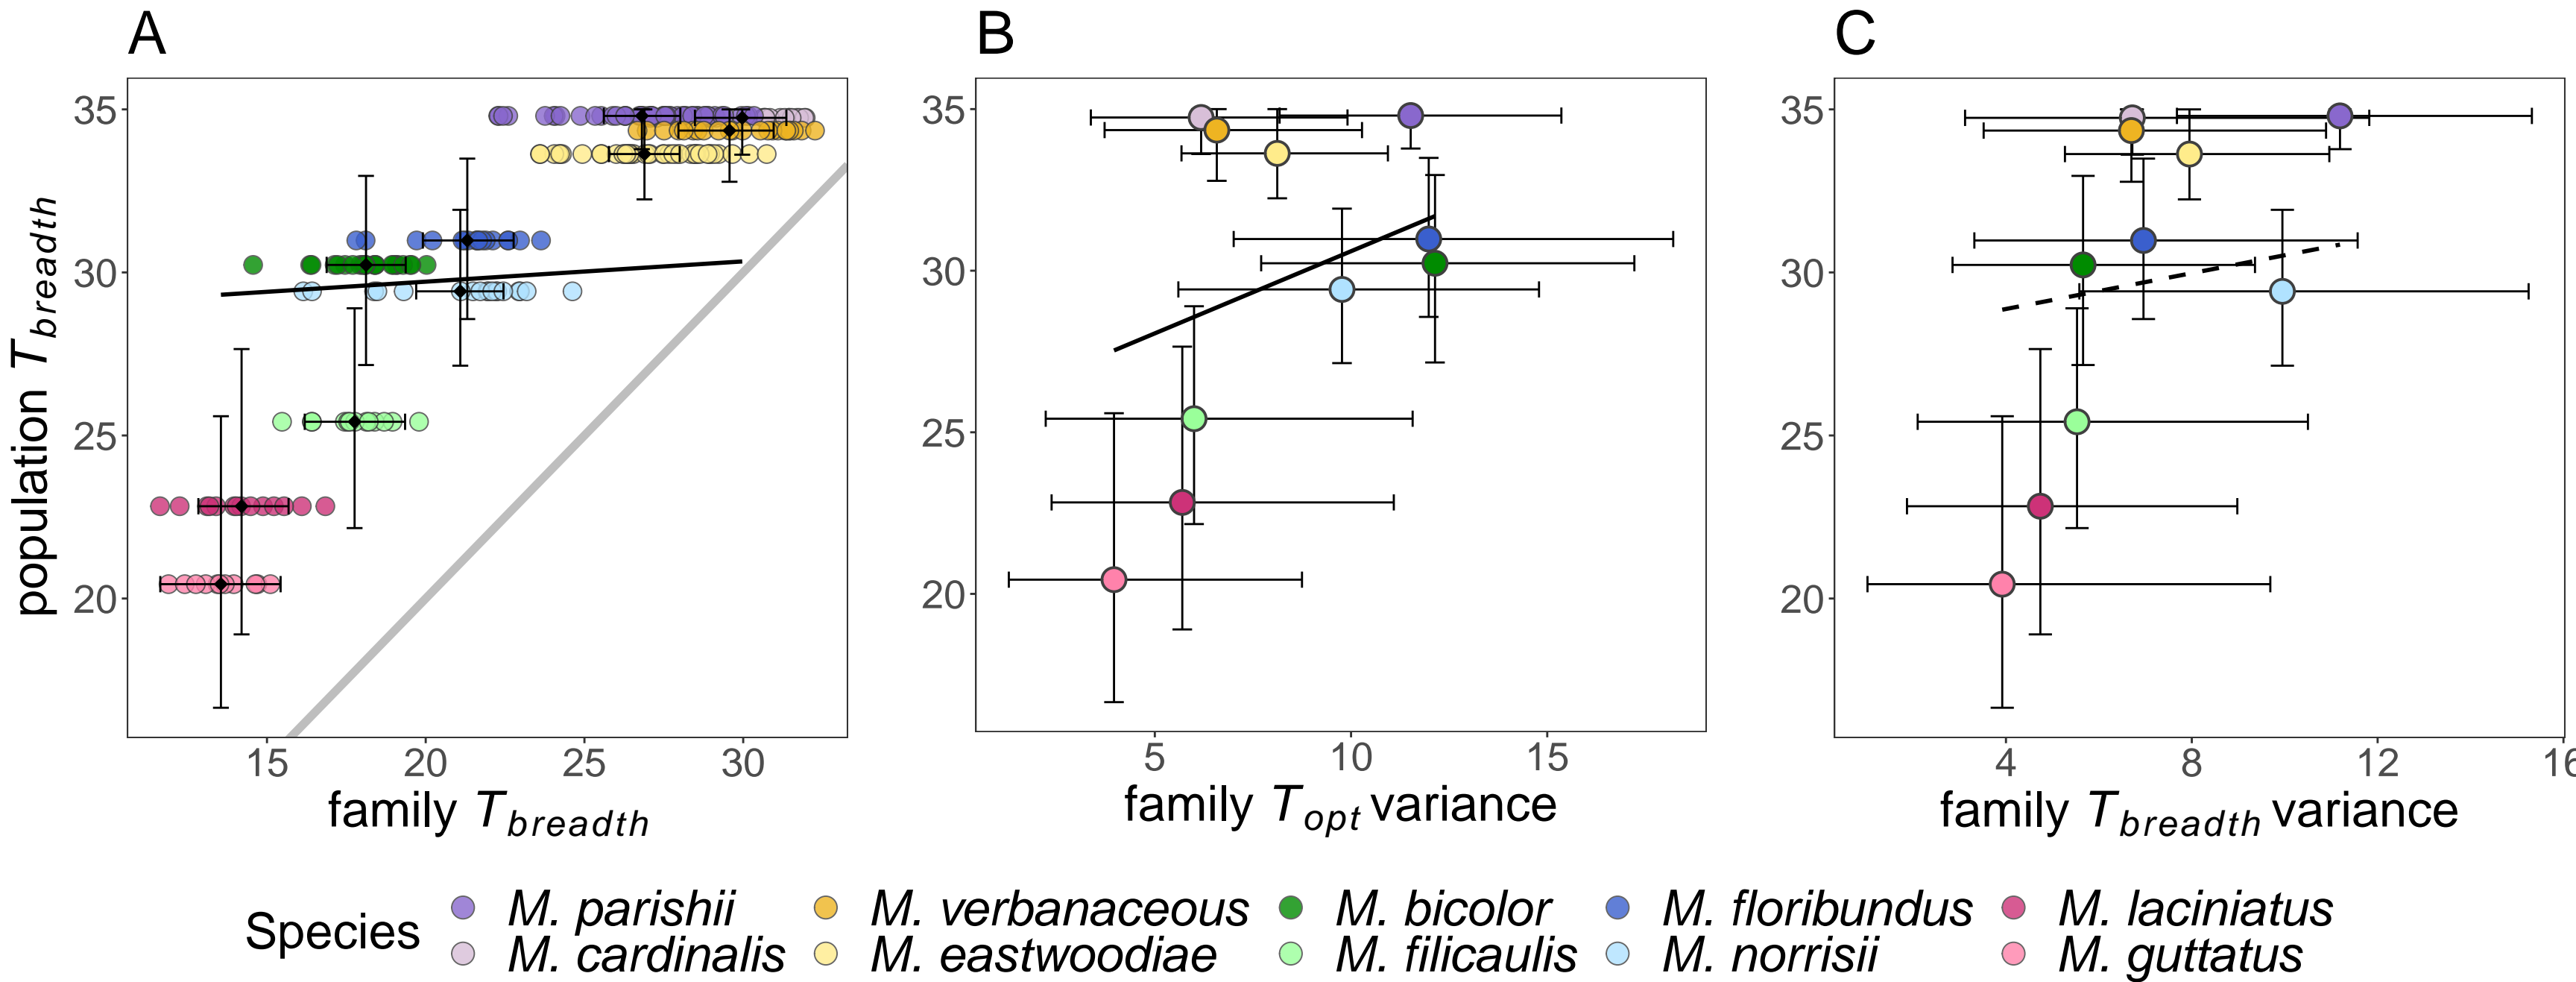 A
B
C
population T breadth
35
30
25
20
15
20
25
30
family T breadth
35
30
25
20
5
10
15
family T opt variance
35
30
25
20
4
8
12
16
family T breadth variance
Species
M. parishii
M. verbanaceous
M. bicolor
M. floribundus
M. laciniatus
M. cardinalis
M. eastwoodiae
M. filicaulis
M. norrisii
M. guttatus